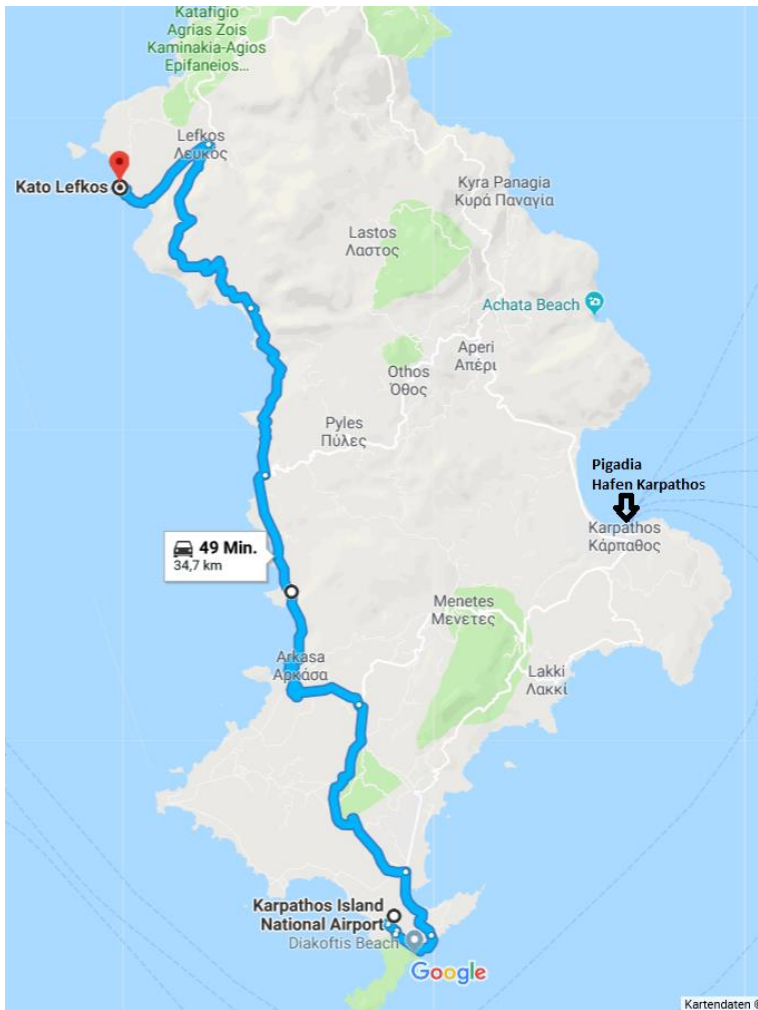 Katafigio
Agrias Zois
Kaminakia-Agios
Epifaneios...
Lefkos
Λευκός
Kato Lefkos
Kyra Panagia
Κυρά Παναγία
Lastos
Λαστος
Achata Beach
Aperi
Απέρι
Othos
Όθος
Pyles
Πύλες
Pigadia
Hafen Karpathos
Karpathos
Κάρπαθος
49 Min.
34,7 km
Menetes
Μενετες
Arkasa
Αρκάσα
Lakki
Λακκί
Karpathos Island
National Airport
Diakoftis Beach
Google
Kartendaten ©